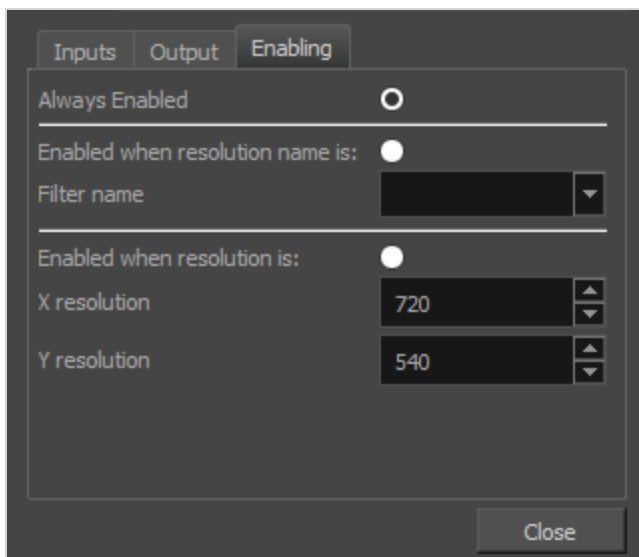 Inputs Output Enabling
Always Enabled
Enabled when resolution name is:
Filter name
Enabled when resolution is:
X resolution 720
Y resolution 540
Close